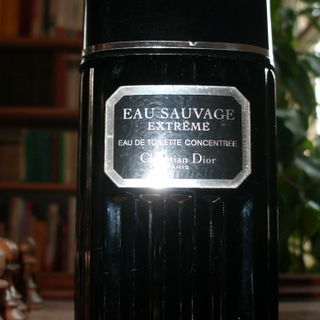 EAU SAUVAGE
EXTRÊME
EAU DE TOILETTE CONCENTRÉE
Christian Dior
PARIS